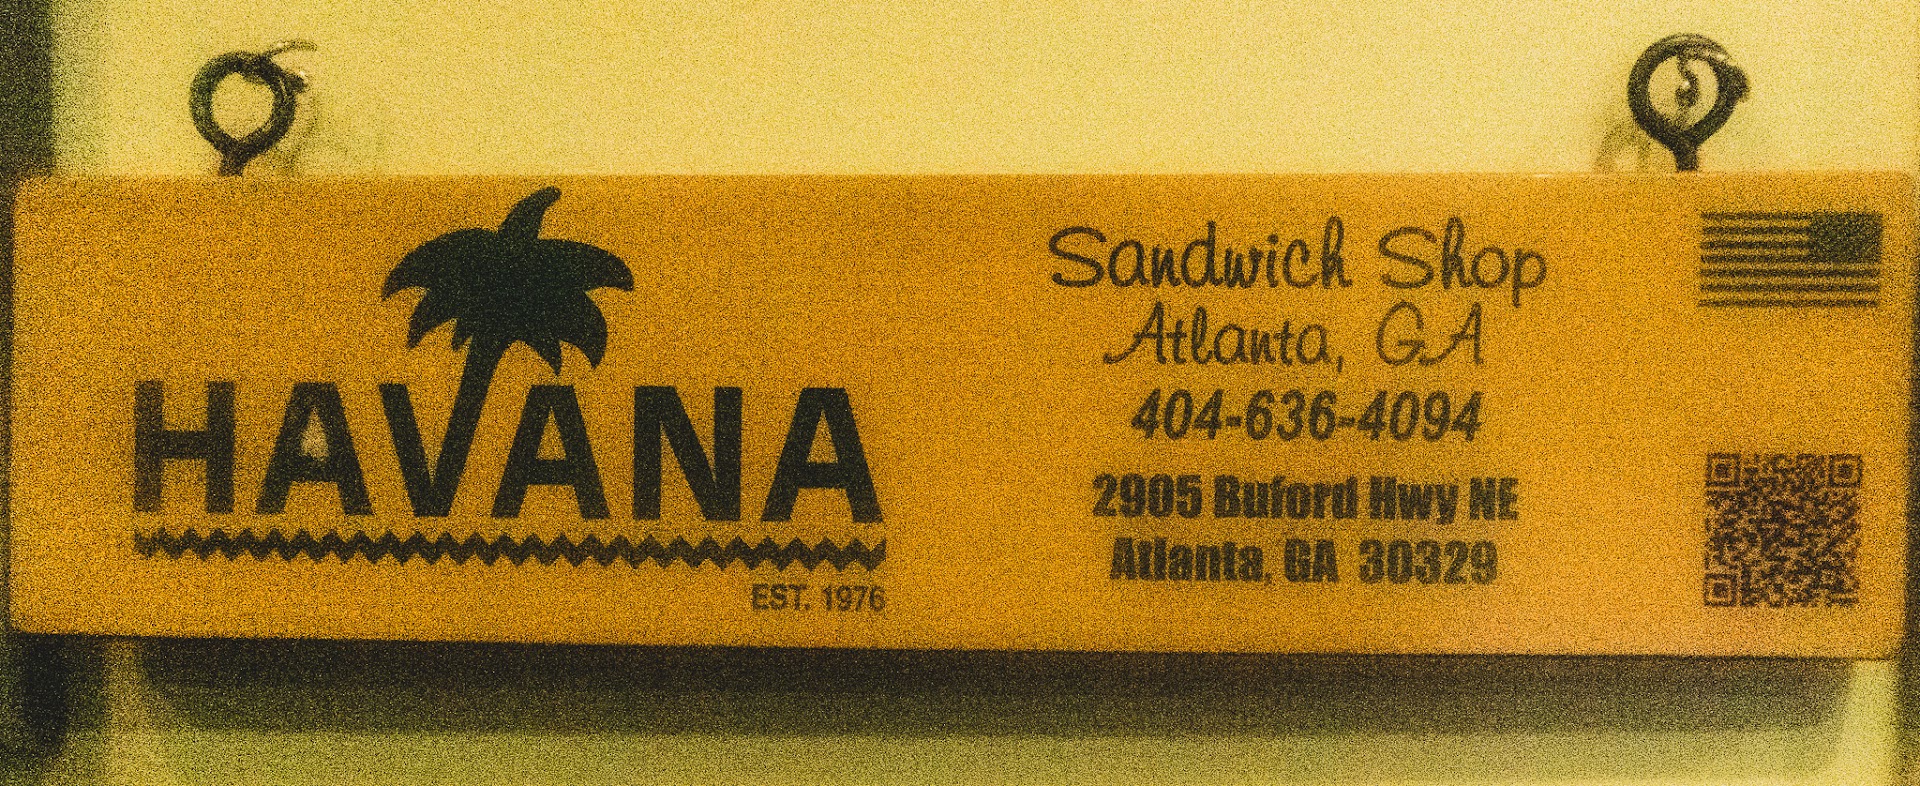 HAVANA
EST. 1976
Sandwich Shop
Atlanta, GA
404-636-4094
2905 Buford Hwy NE
Atlanta, GA 30329